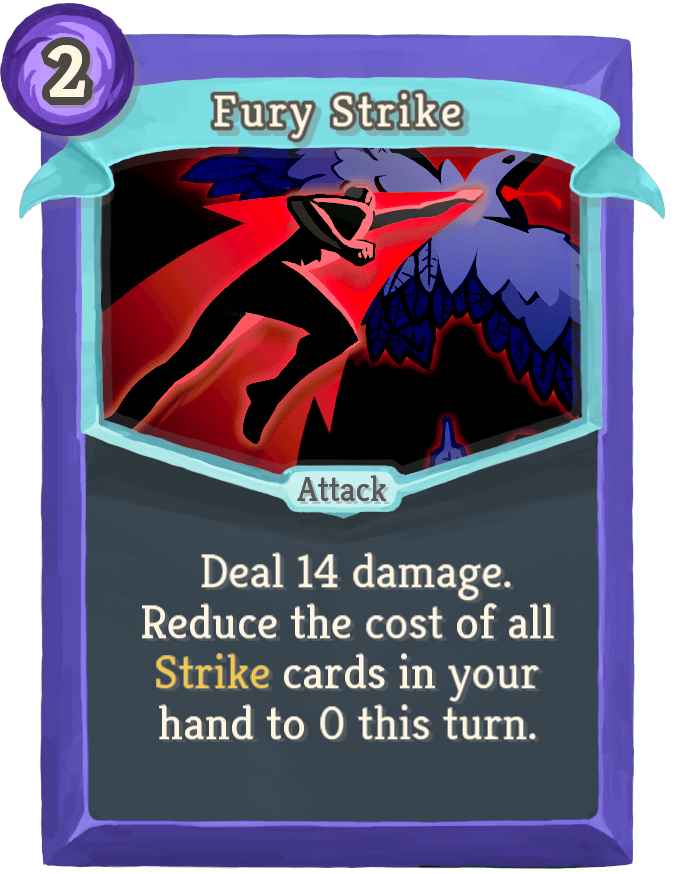 2
Fury Strike
Attack
Deal 14 damage.
Reduce the cost of all
Strike cards in your
hand to 0 this turn.